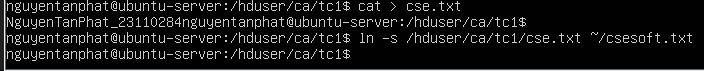 nguyentanphat@ubuntu-server:/hduser/ca/tc1$ cat > cse.txt
NguyenTanPhat_23110284nguyentanphat@ubuntu-server:/hduser/ca/tc1$
nguyentanphat@ubuntu-server:/hduser/ca/tc1$ ln -s /hduser/ca/tc1/cse.txt ~/csesoft.txt
nguyentanphat@ubuntu-server:/hduser/ca/tc1$